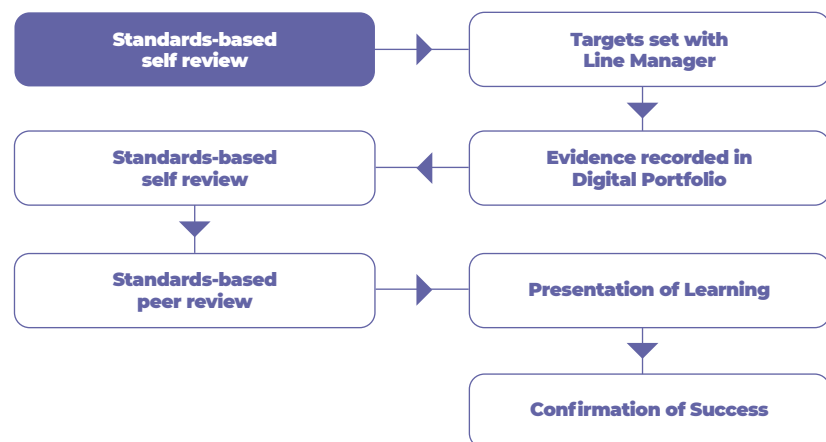 Standards-based
self review
Targets set with
Line Manager
Evidence recorded in
Digital Portfolio
Standards-based
self review
Standards-based
peer review
Presentation of Learning
Confirmation of Success